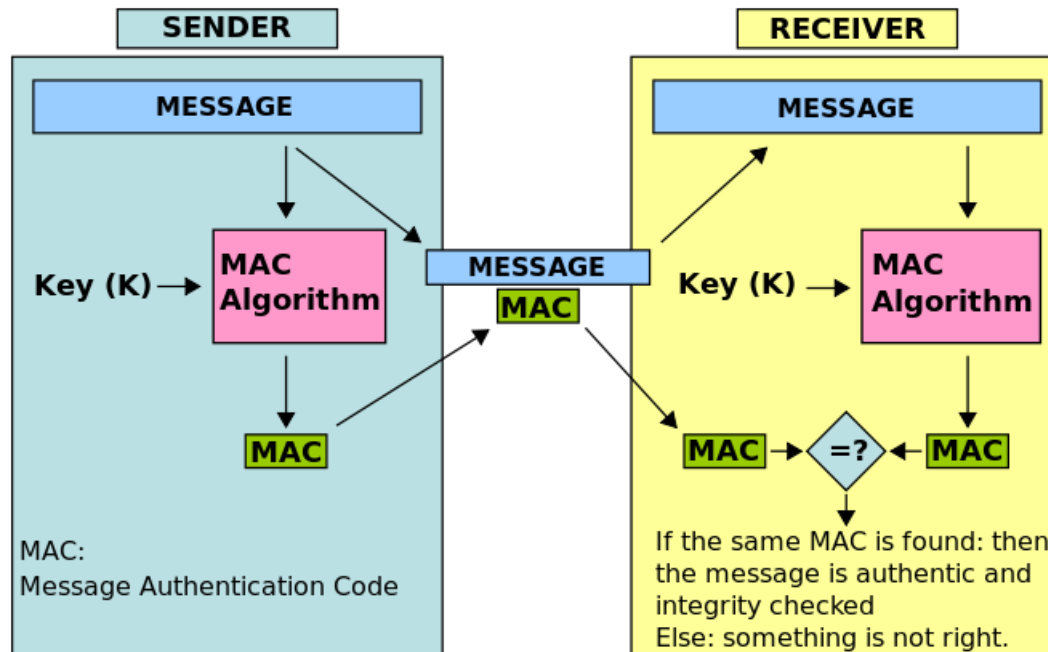 SENDER
MESSAGE
Key (K)
MAC
Algorithm
MAC
MAC:
Message Authentication Code
MESSAGE
MAC
RECEIVER
MESSAGE
Key (K)
MAC
Algorithm
MAC
=?
MAC
If the same MAC is found: then
the message is authentic and
integrity checked
Else: something is not right.